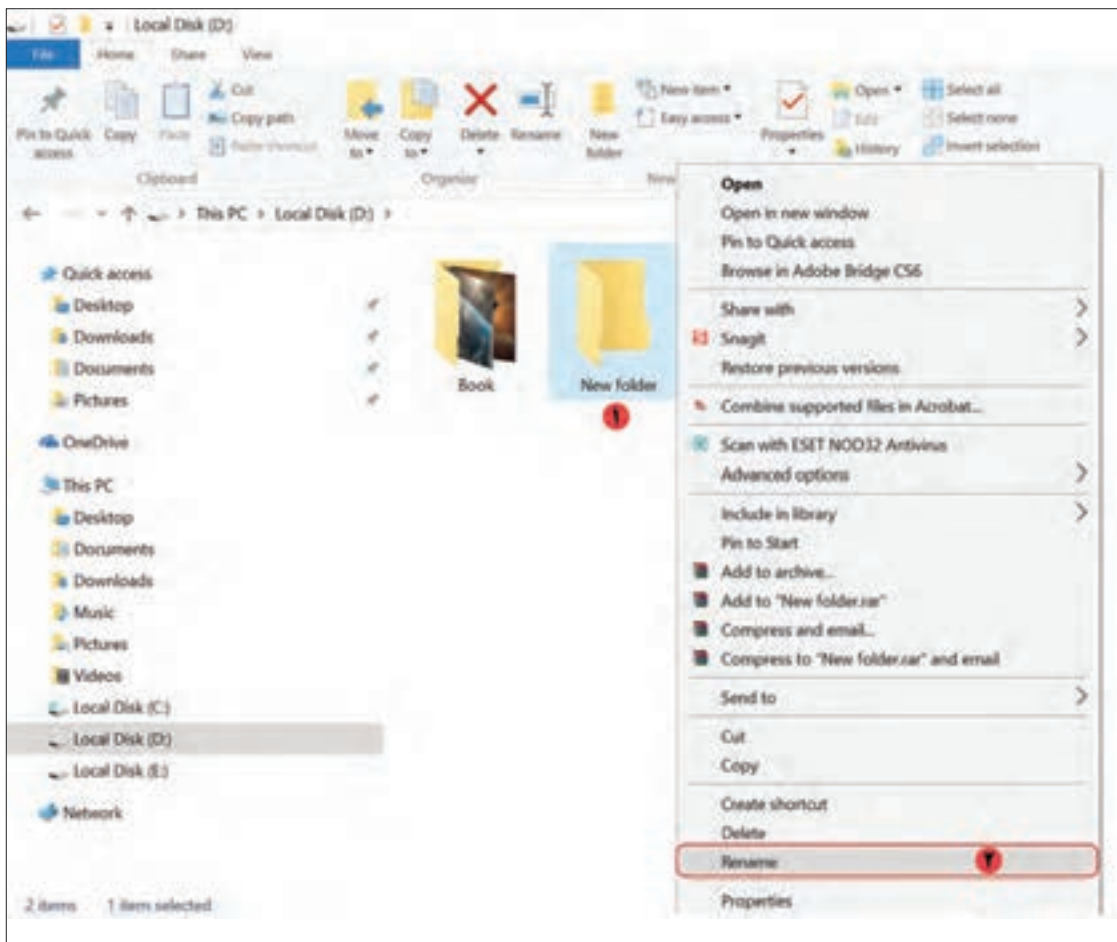 Local Disk (D:)
File Home Share View
Pin to Quick access
Copy
Paste
Cut
Copy path
Paste shortcut
Move to
Copy to
Delete
Rename
New folder
New item
Easy access
Properties
Open
Edit
History
Select all
Select none
Invert selection
Clipboard
Organize
New
This PC > Local Disk (D:) >
Quick access
Desktop
Downloads
Documents
Pictures
OneDrive
This PC
Desktop
Documents
Downloads
Music
Pictures
Videos
Local Disk (C:)
Local Disk (D:)
Local Disk (E:)
Network
2 items 1 item selected
Book
New folder
۱
Open
Open in new window
Pin to Quick access
Browse in Adobe Bridge CS6
Share with
Snagit
Restore previous versions
Combine supported files in Acrobat...
Scan with ESET NOD32 Antivirus
Advanced options
Include in library
Pin to Start
Add to archive...
Add to "New folder.rar"
Compress and email...
Compress to "New folder.rar" and email
Send to
Cut
Copy
Create shortcut
Delete
Rename ۲
Properties